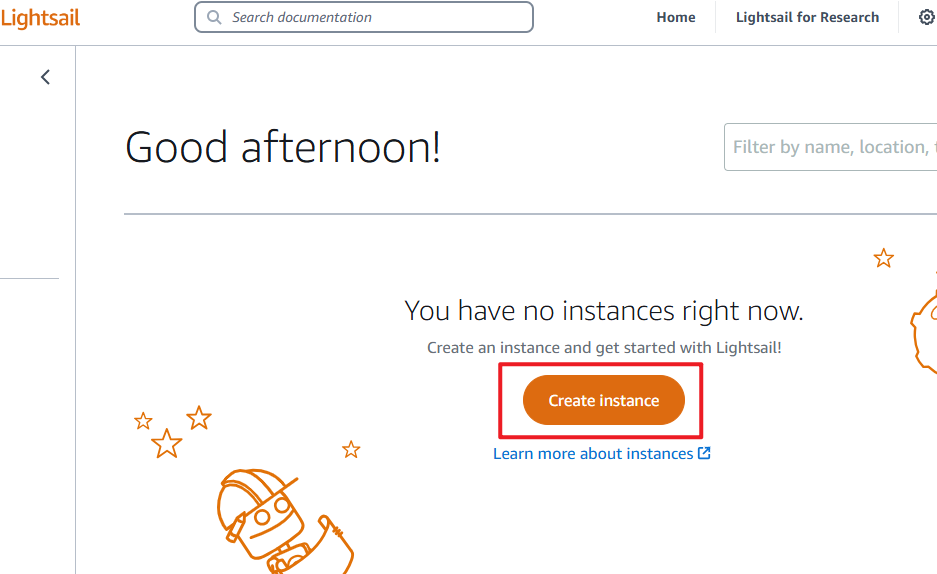 Lightsail
Search documentation
Home
Lightsail for Research
Good afternoon!
Filter by name, location,
You have no instances right now.
Create an instance and get started with Lightsail!
Create instance
Learn more about instances